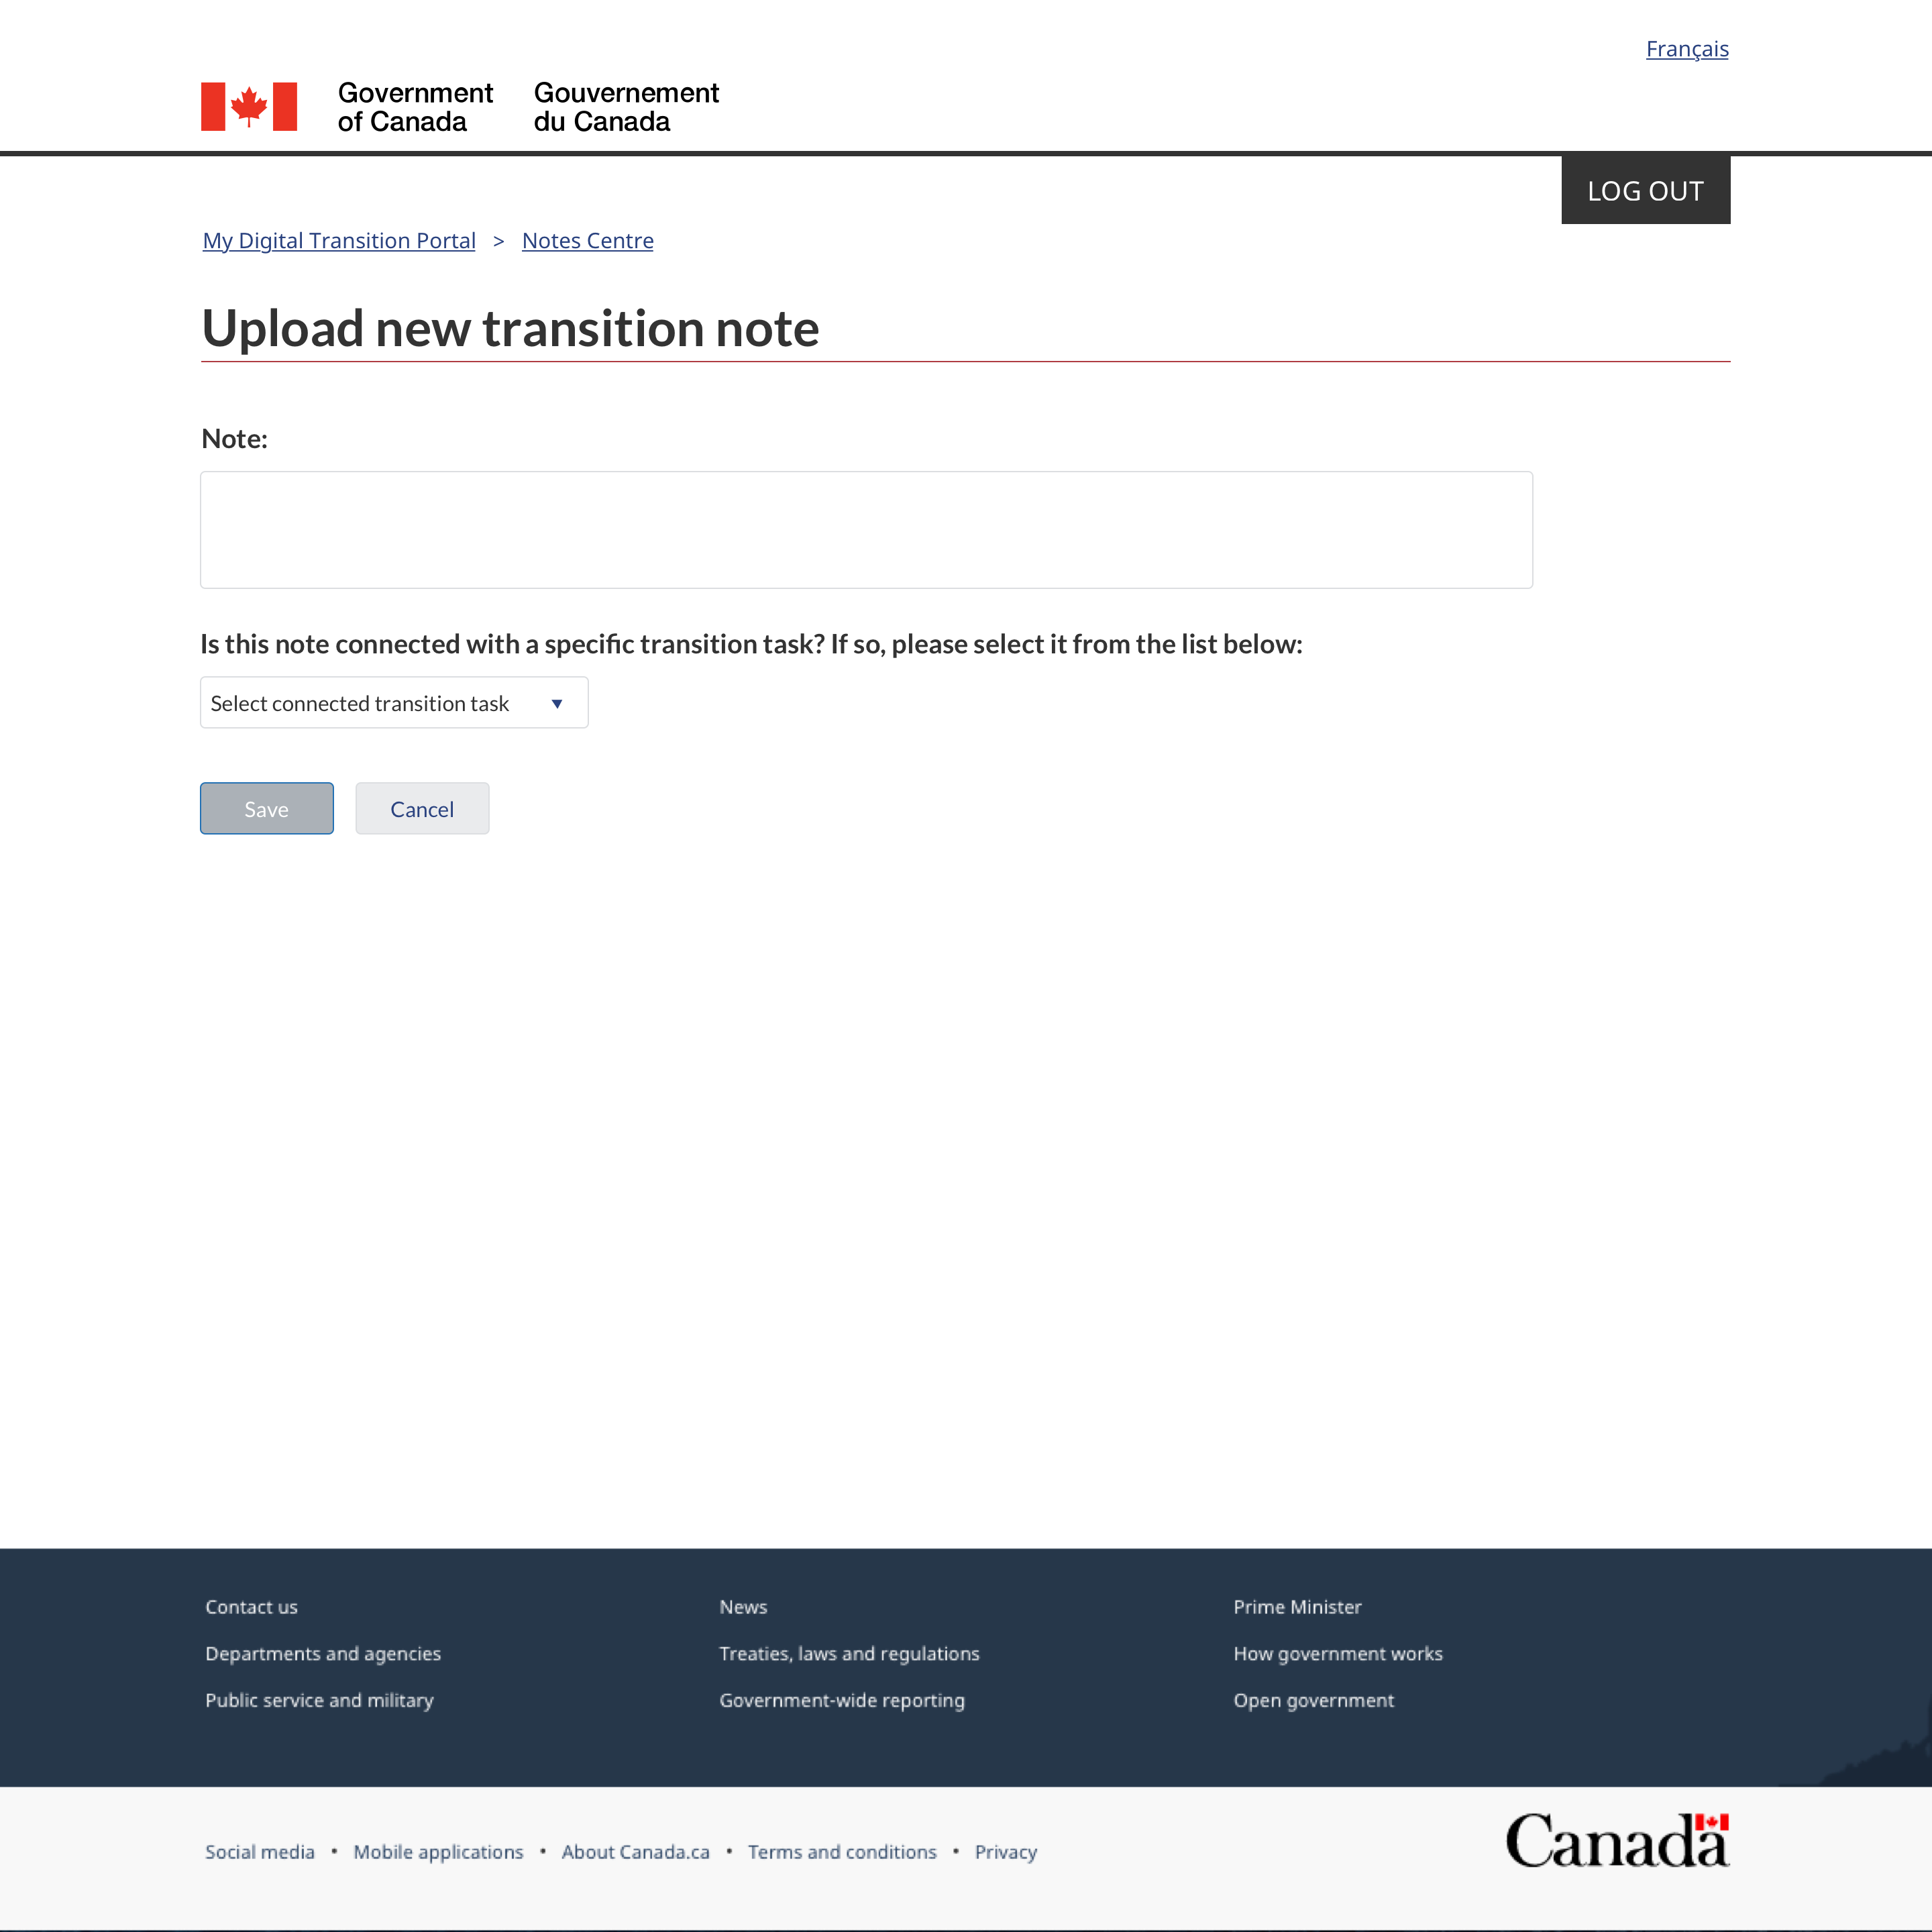 Français
Government of Canada
Gouvernement du Canada
LOG OUT
My Digital Transition Portal > Notes Centre
Upload new transition note
Note:
Is this note connected with a specific transition task? If so, please select it from the list below:
Select connected transition task ▼
Save
Cancel
Contact us
News
Prime Minister
Departments and agencies
Treaties, laws and regulations
How government works
Public service and military
Government-wide reporting
Open government
Social media • Mobile applications • About Canada.ca • Terms and conditions • Privacy
Canada